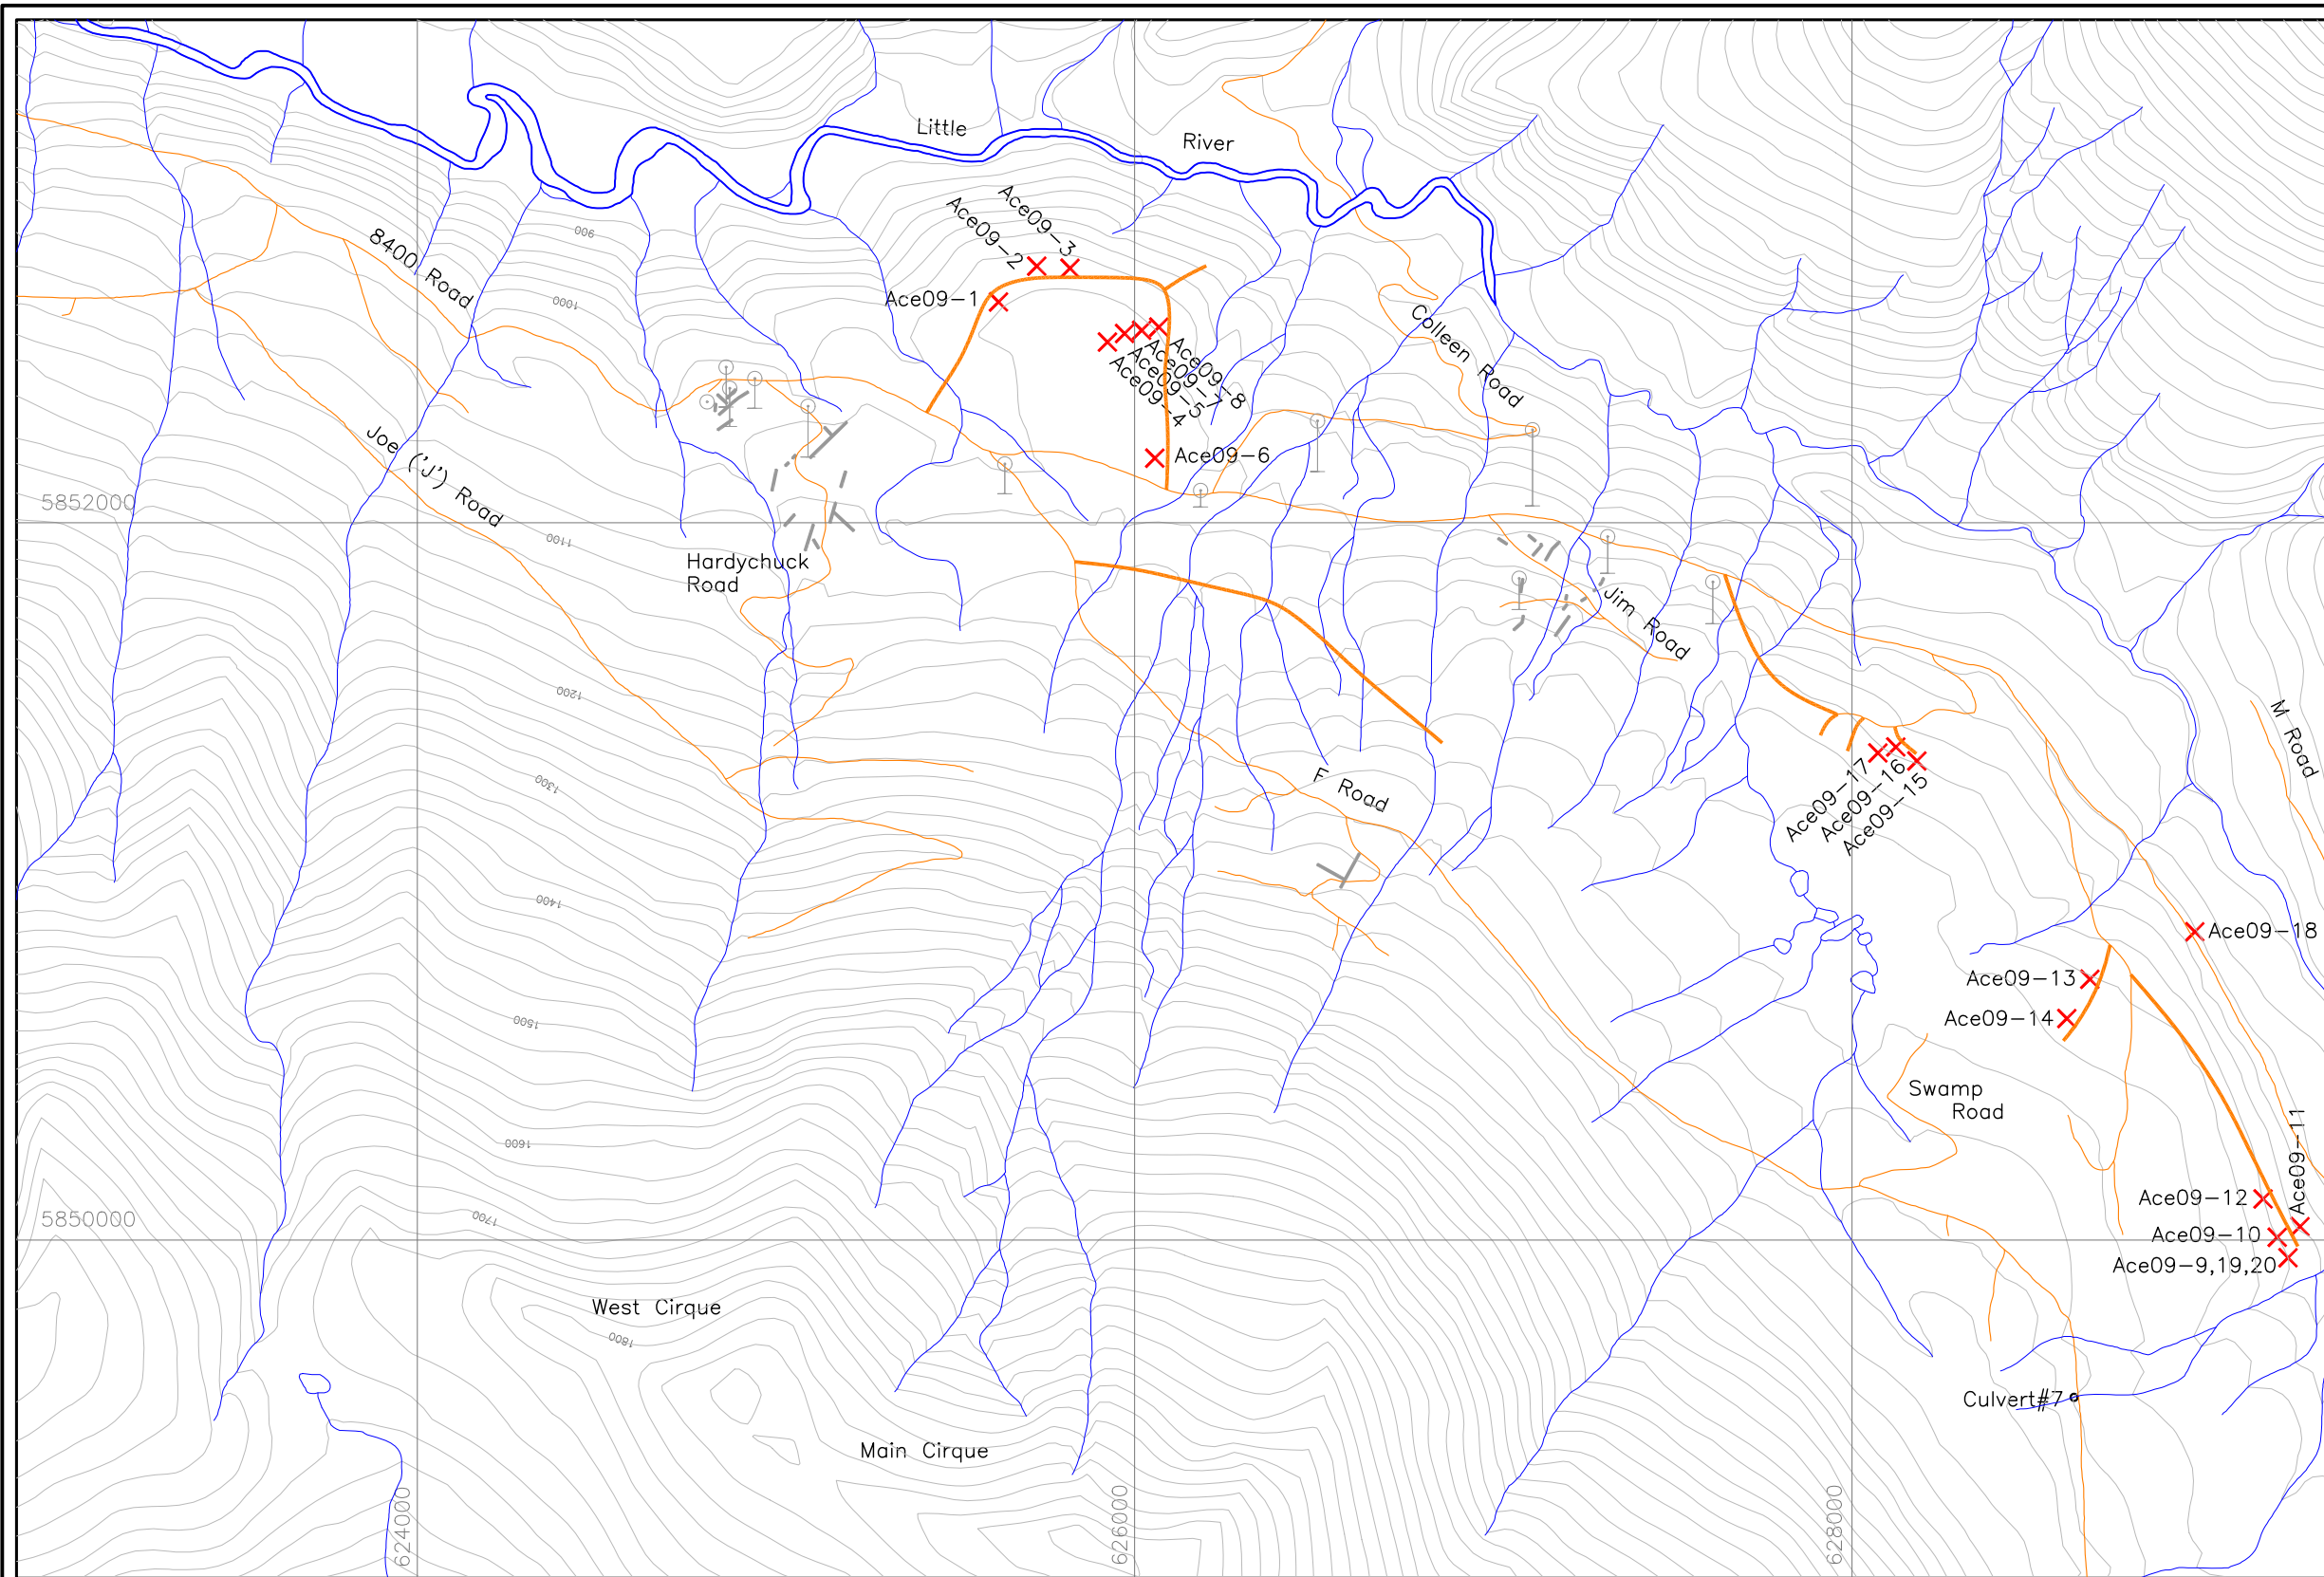 Little
River
Ace09-3
Ace09-2
900
8400 Road
1000
Ace09-1
Colleen Road
Ace09-8
Ace09-7
Ace09-5
Ace09-4
Ace09-6
Joe ('J') Road
5852000
1100
Hardychuck
Road
Jim Road
1200
M Road
1300
F Road
Ace09-17
Ace09-16
Ace09-15
1400
Ace09-18
Ace09-13
1500
Ace09-14
Swamp
Road
1600
Ace09-11
Ace09-12
1700
5850000
Ace09-10
Ace09-9,19,20
West Cirque
1800
Culvert#7
Main Cirque
624000
626000
628000